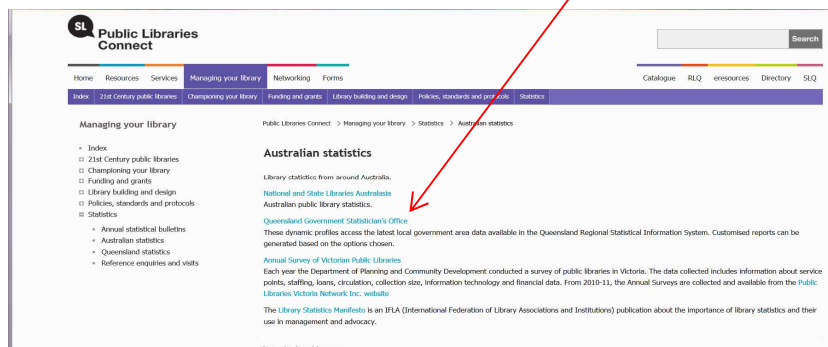 SL
Public Libraries
Connect
Search
Home Resources Services Managing your library Networking Forms
Catalogue RLQ eresources Directory SLQ
Index 21st Century public libraries Championing your library Funding and grants Library building and design Policies, standards and protocols Statistics
Managing your library
Index
21st Century public libraries
Championing your library
Funding and grants
Library building and design
Policies, standards and protocols
Statistics
Annual statistical bulletins
Australian statistics
Queensland statistics
Reference enquiries and visits
Public Libraries Connect > Managing your library > Statistics > Australian statistics
Australian statistics
Library statistics from around Australia.
National and State Libraries Australasia
Australian public library statistics.
Queensland Government Statistician's Office
These dynamic profiles access the latest local government area data available in the Queensland Regional Statistical Information System. Customised reports can be
generated based on the options chosen.
Annual Survey of Victorian Public Libraries
Each year the Department of Planning and Community Development conducted a survey of public libraries in Victoria. The data collected includes information about service
points, staffing, loans, circulation, collection size, information technology and financial data. From 2010-11, the Annual Surveys are collected and available from the Public
Libraries Victoria Network Inc. website
The Library Statistics Manifesto is an IFLA (International Federation of Library Associations and Institutions) publication about the importance of library statistics and their
use in management and advocacy.